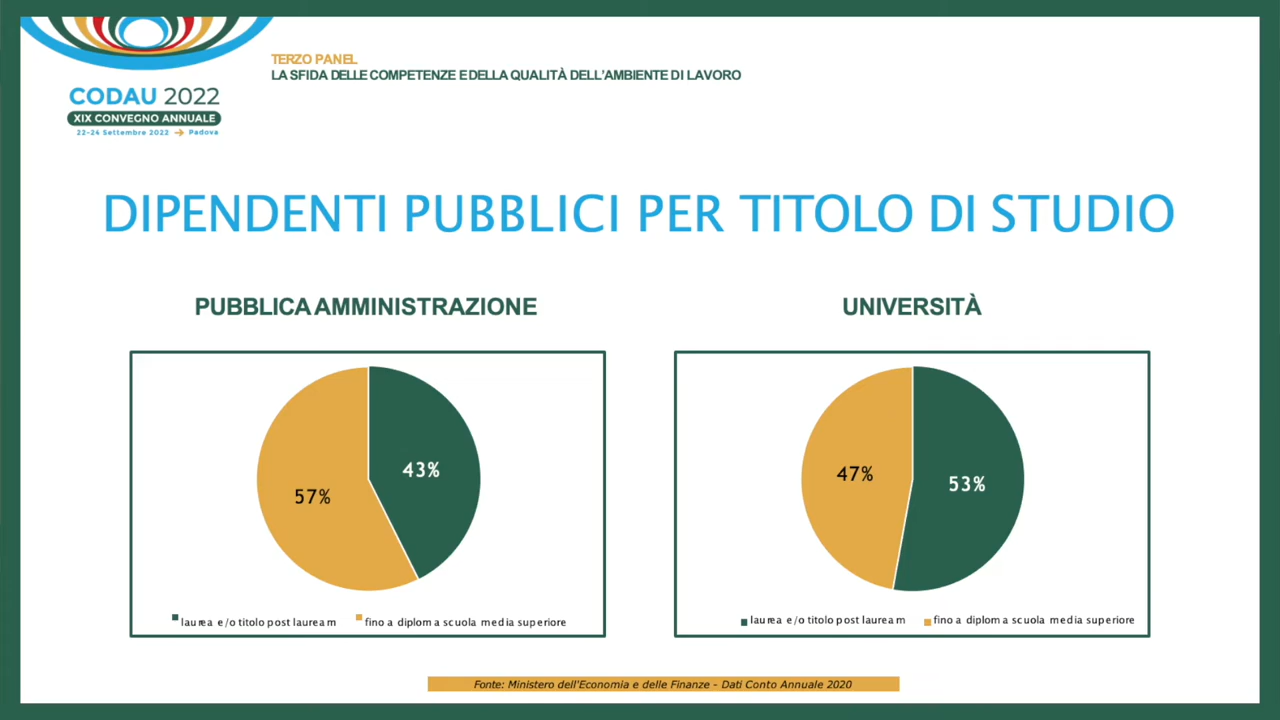 TERZO PANEL
LA SFIDA DELLE COMPETENZE E DELLA QUALITÀ DELL'AMBIENTE DI LAVORO
CODAU 2022
XIX CONVEGNO ANNUALE
22-24 Settembre 2022 → Padova
DIPENDENTI PUBBLICI PER TITOLO DI STUDIO
PUBBLICA AMMINISTRAZIONE
57%
43%
laurea e/o titolo post lauream
fino a diploma scuola media superiore
UNIVERSITÀ
47%
53%
laurea e/o titolo post lauream
fino a diploma scuola media superiore
Fonte: Ministero dell'Economia e delle Finanze - Dati Conto Annuale 2020